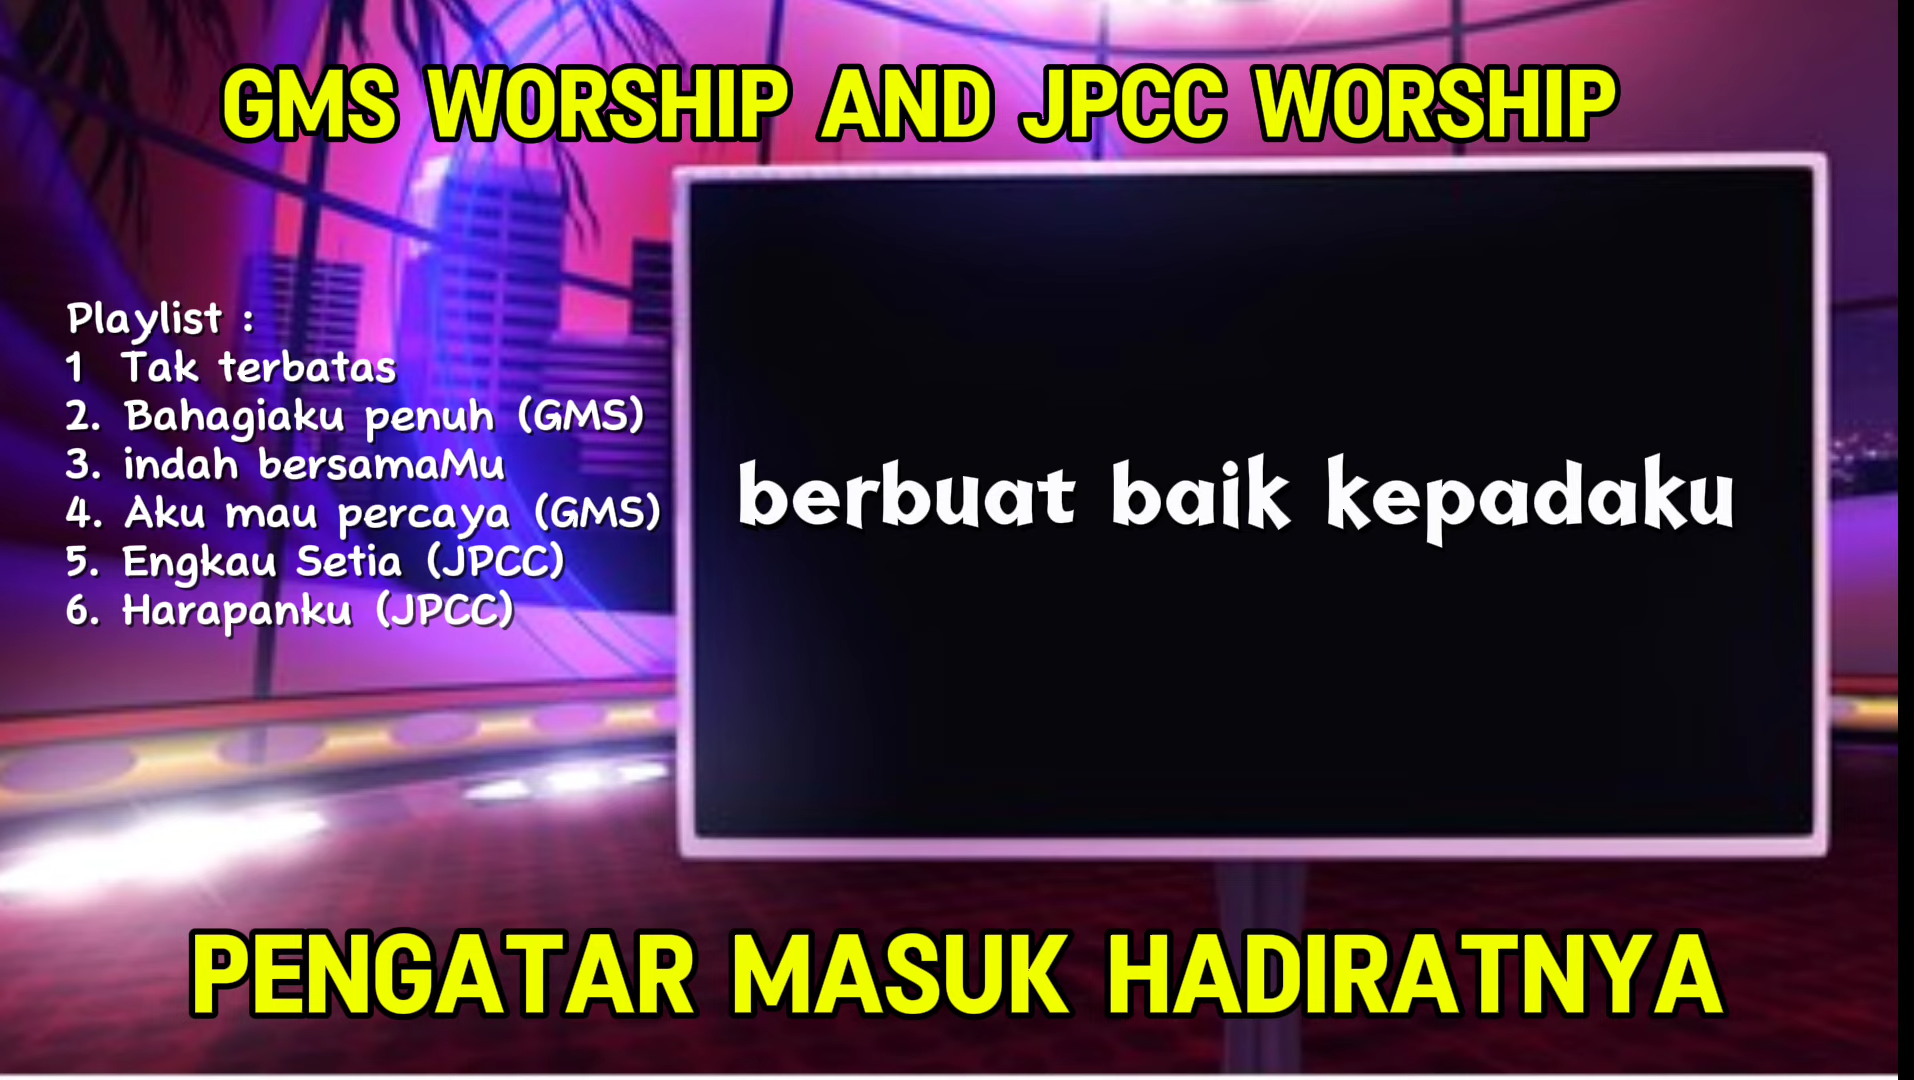 GMS WORSHIP AND JPCC WORSHIP
Playlist :
1 Tak terbatas
2. Bahagiaku penuh (GMS)
3. indah bersamaMu
4. Aku mau percaya (GMS)
5. Engkau Setia (JPCC)
6. Harapanku (JPCC)
berbuat baik kepadaku
PENGATAR MASUK HADIRATNYA